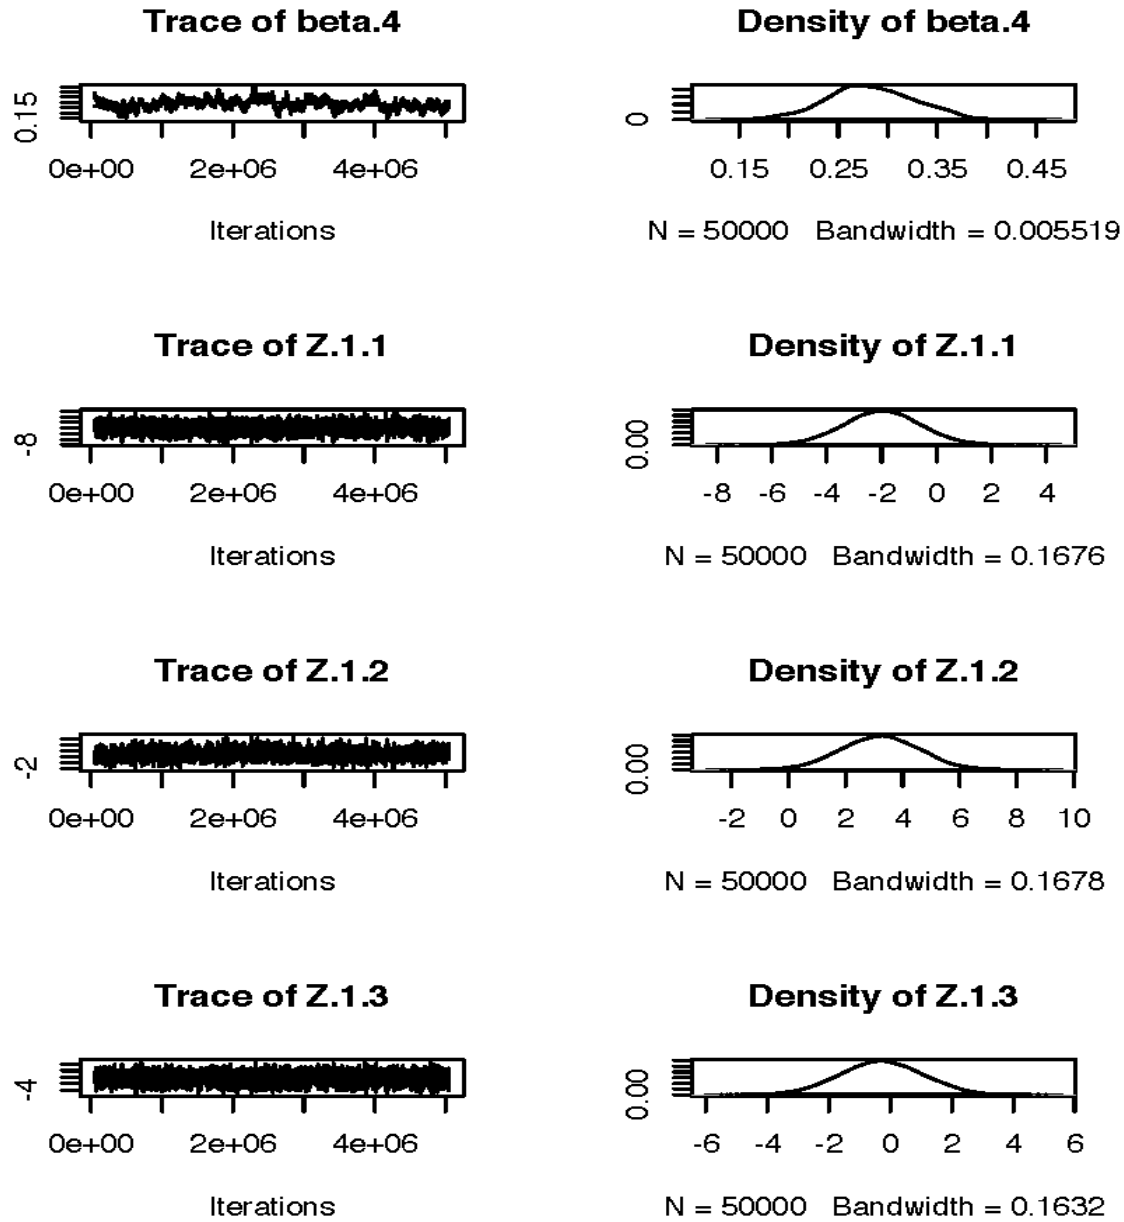 Trace of beta.4
Density of beta.4
0.15
0
0e+00 2e+06 4e+06
0.15 0.25 0.35 0.45
Iterations
N = 50000 Bandwidth = 0.005519
Trace of Z.1.1
Density of Z.1.1
-8
0.00
0e+00 2e+06 4e+06
-8 -6 -4 -2 0 2 4
Iterations
N = 50000 Bandwidth = 0.1676
Trace of Z.1.2
Density of Z.1.2
-2
0.00
0e+00 2e+06 4e+06
-2 0 2 4 6 8 10
Iterations
N = 50000 Bandwidth = 0.1678
Trace of Z.1.3
Density of Z.1.3
-4
0.00
0e+00 2e+06 4e+06
-6 -4 -2 0 2 4 6
Iterations
N = 50000 Bandwidth = 0.1632